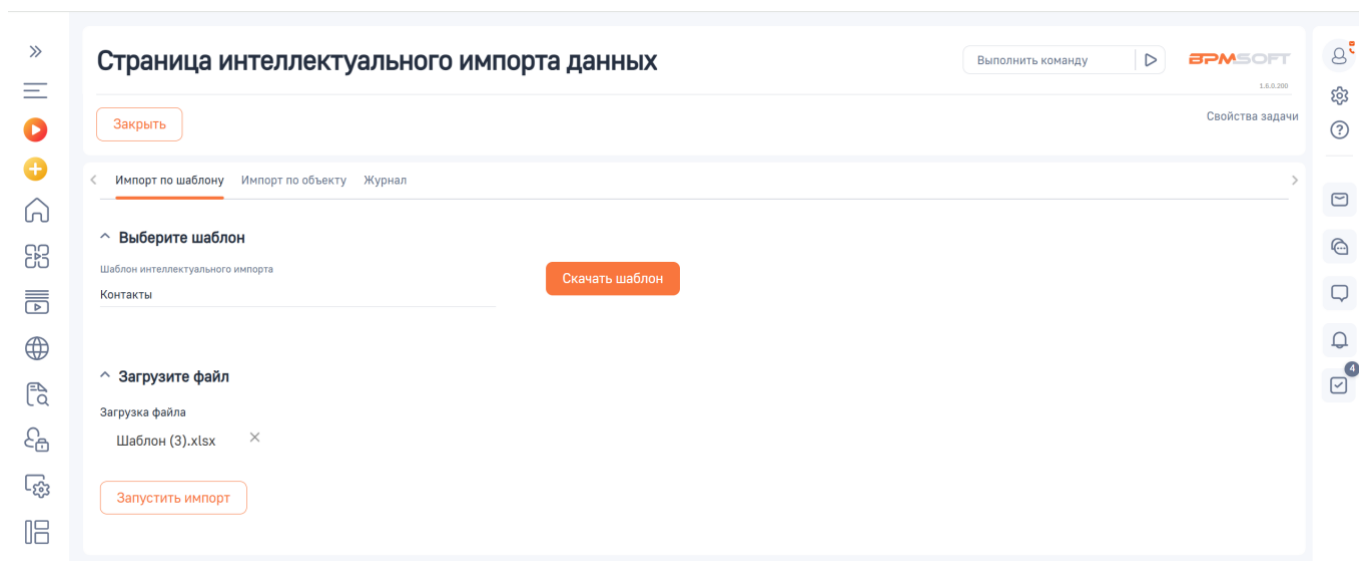 Страница интеллектуального импорта данных
Выполнить команду
BPMSOFT
1.6.0.200
Закрыть
Свойства задачи
Импорт по шаблону Импорт по объекту Журнал
Выберите шаблон
Шаблон интеллектуального импорта
Контакты
Скачать шаблон
Загрузите файл
Загрузка файла
Шаблон (3).xlsx
Запустить импорт
4